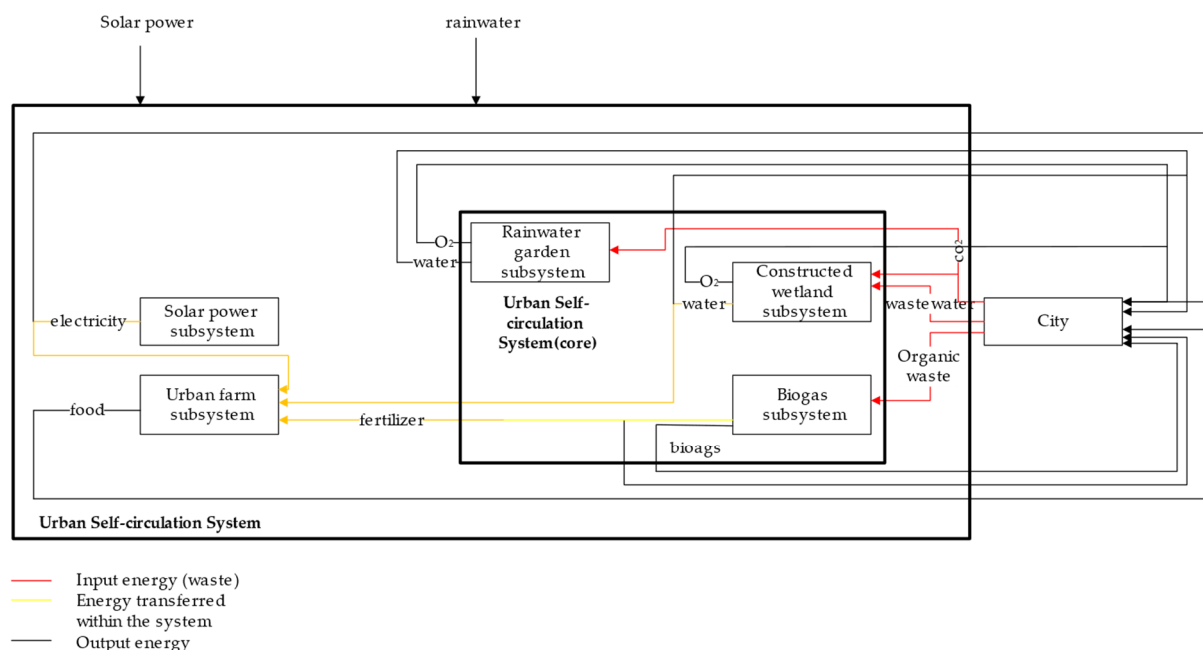 Solar power
rainwater
O2
water
Rainwater
garden
subsystem
co2
O2
Constructed
wetland
subsystem
water
waste water
Urban Self-
circulation
System(core)
City
electricity
Solar power
subsystem
Organic
waste
food
Urban farm
subsystem
fertilizer
Biogas
subsystem
bioags
Urban Self-circulation System
Input energy (waste)
Energy transferred
within the system
Output energy